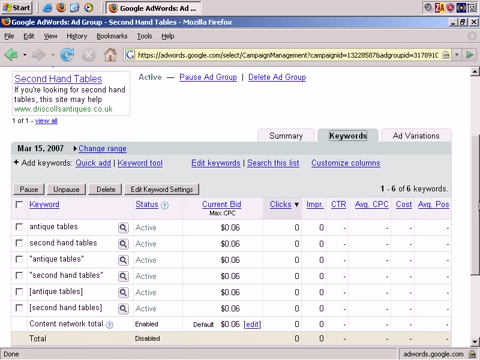 Start
Google AdWords: Ad ...
Google AdWords: Ad Group - Second Hand Tables - Mozilla Firefox
File Edit View History Bookmarks Tools Help
https://adwords.google.com/select/CampaignManagement?campaignid=13228587&adgroupid=3178910
Second Hand Tables
If you're looking for second hand
tables, this site may help
www.driscollsantiques.co.uk
1 of 1 - view all
Active — Pause Ad Group | Delete Ad Group
Summary Keywords Ad Variations
Mar 15, 2007 Change range
+ Add keywords: Quick add | Keyword tool Edit keywords | Search this list Customize columns
Pause Unpause Delete Edit Keyword Settings 1 - 6 of 6 keywords.
Keyword Status ? Current Bid Max CPC Clicks ▼ Impr. CTR Avg. CPC Cost Avg. Pos
antique tables Active $0.06 0 0 - - - -
second hand tables Active $0.06 0 0 - - - -
"antique tables" Active $0.06 0 0 - - - -
"second hand tables" Active $0.06 0 0 - - - -
[antique tables] Active $0.06 0 0 - - - -
[second hand tables] Active $0.06 0 0 - - - -
Content network total ? Enabled Default $0.06 [edit] 0 0 - - - -
Total Disabled
Done adwords.google.com